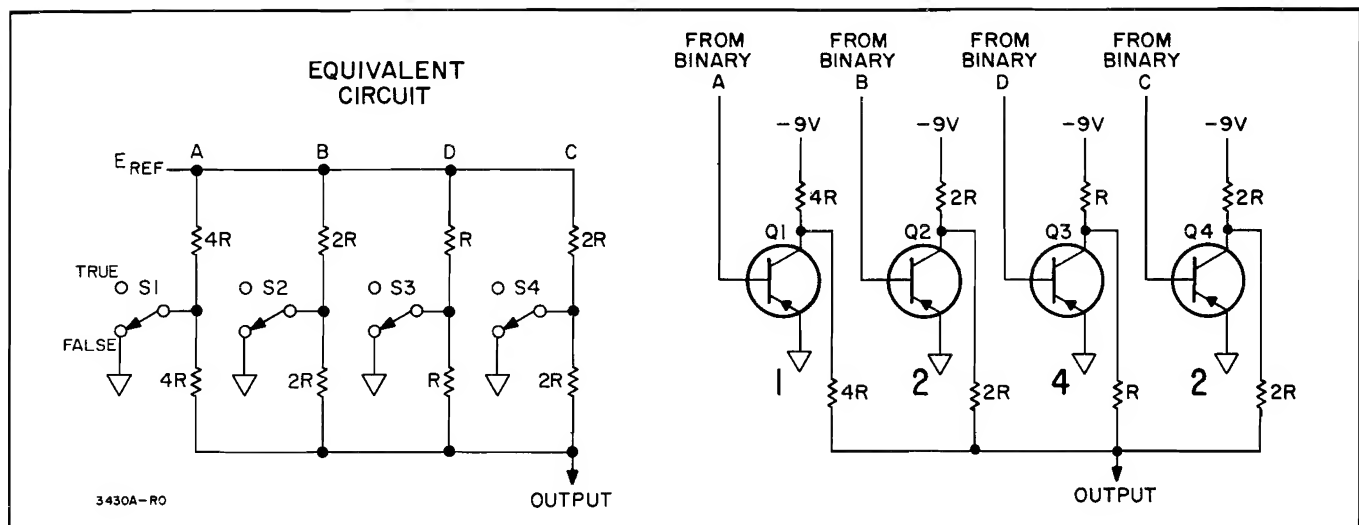 EQUIVALENT
CIRCUIT
E REF
A
B
D
C
4R
2R
R
2R
TRUE
S1
S2
S3
S4
FALSE
4R
2R
R
2R
OUTPUT
3430A-RO
FROM
BINARY
A
FROM
BINARY
B
FROM
BINARY
D
FROM
BINARY
C
-9V
-9V
-9V
-9V
4R
2R
R
2R
Q1
Q2
Q3
Q4
1
2
4
2
4R
2R
R
2R
OUTPUT